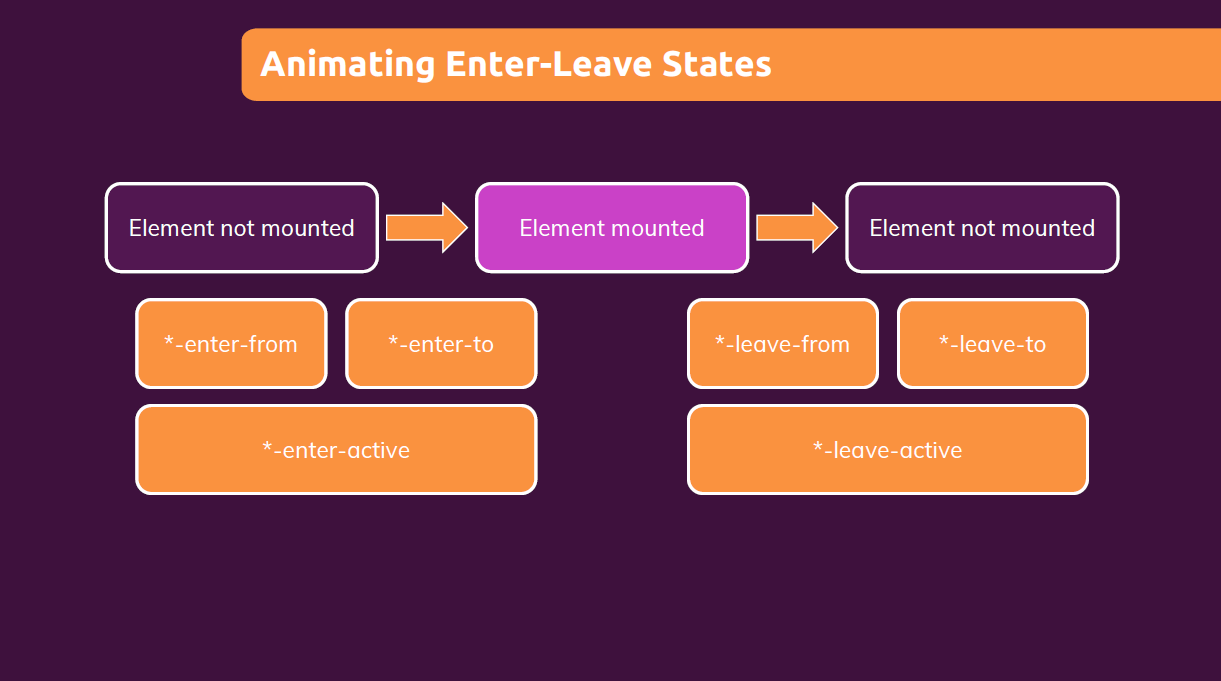 Animating Enter-Leave States
Element not mounted
Element mounted
Element not mounted
*-enter-from
*-enter-to
*-leave-from
*-leave-to
*-enter-active
*-leave-active